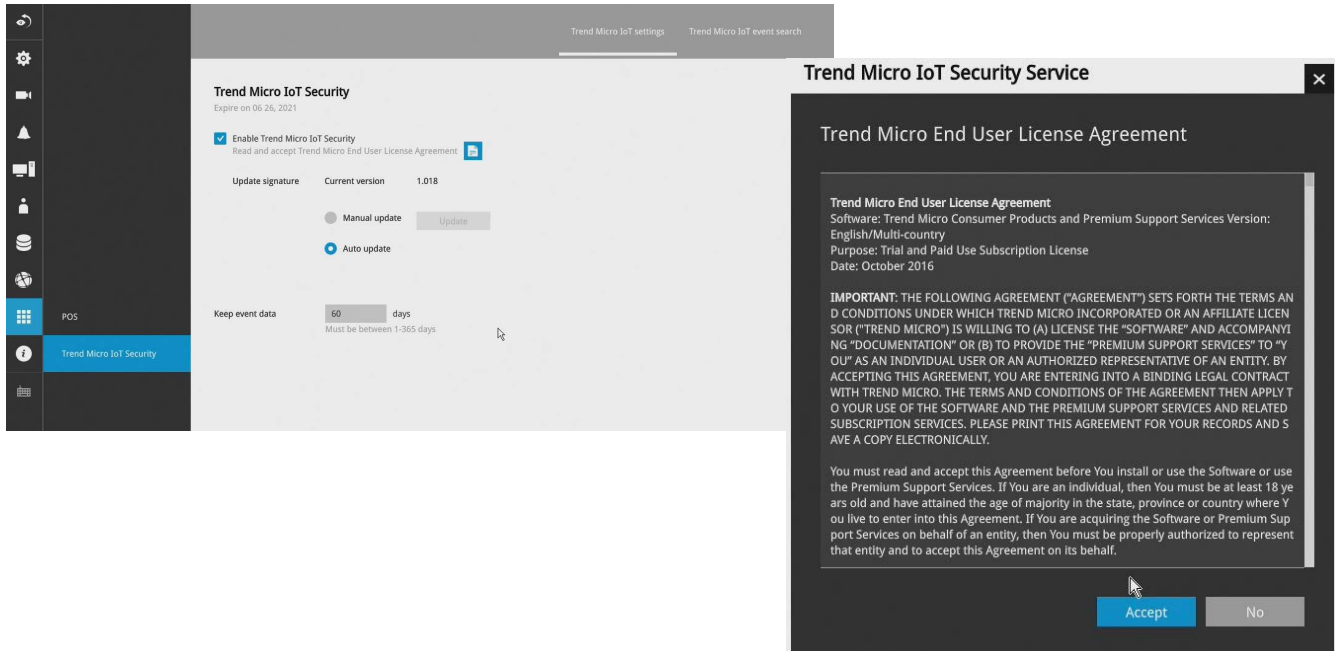 Trend Micro IoT settings
Trend Micro IoT event search
Trend Micro IoT Security
Expire on 06 26, 2021
Enable Trend Micro IoT Security
Read and accept Trend Micro End User License Agreement
Update signature Current version 1.018
Manual update Update
Auto update
Keep event data 60 days
Must be between 1-365 days
POS
Trend Micro IoT Security
Trend Micro IoT Security Service
Trend Micro End User License Agreement
Trend Micro End User License Agreement
Software: Trend Micro Consumer Products and Premium Support Services Version:
English/Multi-country
Purpose: Trial and Paid Use Subscription License
Date: October 2016
IMPORTANT: THE FOLLOWING AGREEMENT ("AGREEMENT") SETS FORTH THE TERMS AN
D CONDITIONS UNDER WHICH TREND MICRO INCORPORATED OR AN AFFILIATE LICEN
SOR ("TREND MICRO") IS WILLING TO (A) LICENSE THE "SOFTWARE" AND ACCOMPANYI
NG "DOCUMENTATION" OR (B) TO PROVIDE THE "PREMIUM SUPPORT SERVICES" TO "Y
OU" AS AN INDIVIDUAL USER OR AN AUTHORIZED REPRESENTATIVE OF AN ENTITY. BY
ACCEPTING THIS AGREEMENT, YOU ARE ENTERING INTO A BINDING LEGAL CONTRACT
WITH TREND MICRO. THE TERMS AND CONDITIONS OF THE AGREEMENT THEN APPLY T
O YOUR USE OF THE SOFTWARE AND THE PREMIUM SUPPORT SERVICES AND RELATED
SUBSCRIPTION SERVICES. PLEASE PRINT THIS AGREEMENT FOR YOUR RECORDS AND S
AVE A COPY ELECTRONICALLY.
You must read and accept this Agreement before You install or use the Software or use
the Premium Support Services. If You are an individual, then You must be at least 18 ye
ars old and have attained the age of majority in the state, province or country where Y
ou live to enter into this Agreement. If You are acquiring the Software or Premium Sup
port Services on behalf of an entity, then You must be properly authorized to represent
that entity and to accept this Agreement on its behalf.
Accept
No